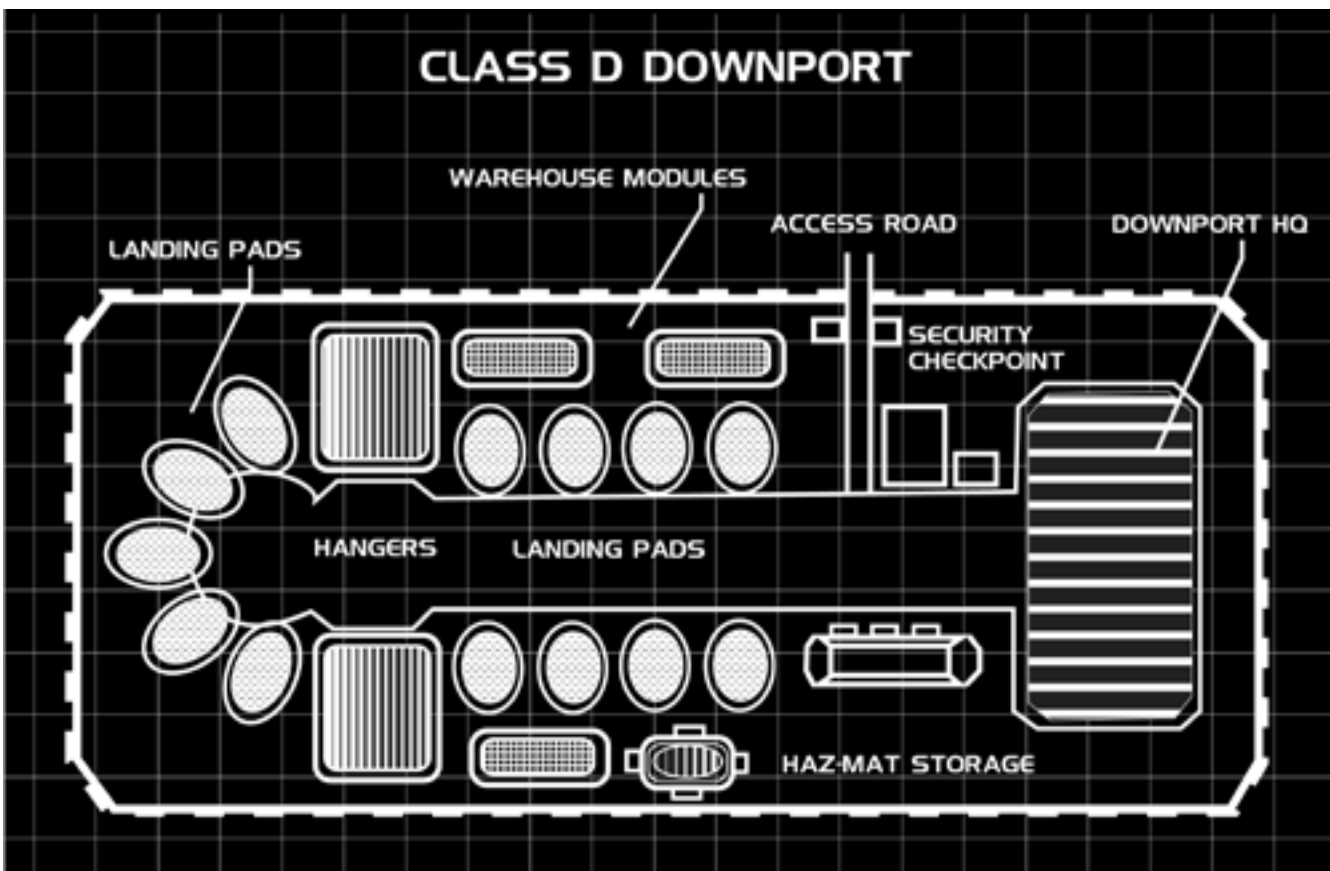 CLASS D DOWNPORT
WAREHOUSE MODULES
ACCESS ROAD
DOWNPORT HQ
LANDING PADS
SECURITY
CHECKPOINT
HANGERS
LANDING PADS
HAZ-MAT STORAGE